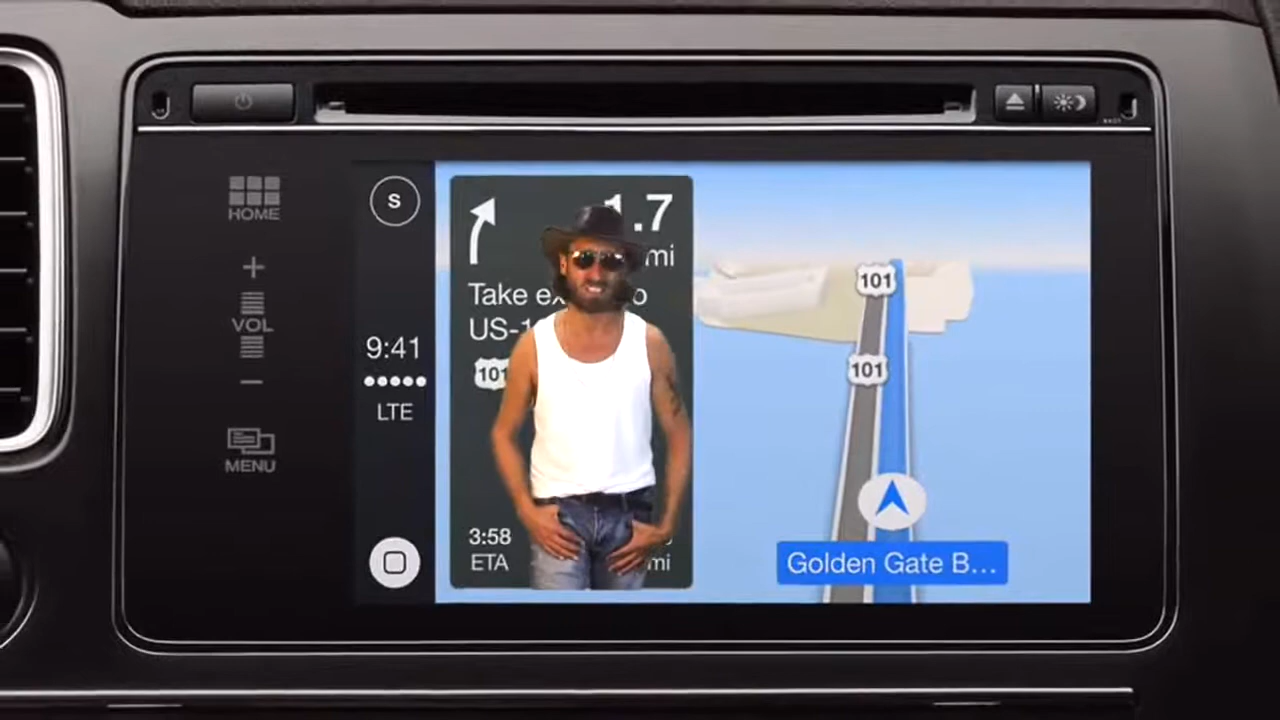 HOME
VOL
MENU
S
9:41
LTE
1.7
mi
Take
US-1
101
3:58
ETA
mi
101
101
Golden Gate B...